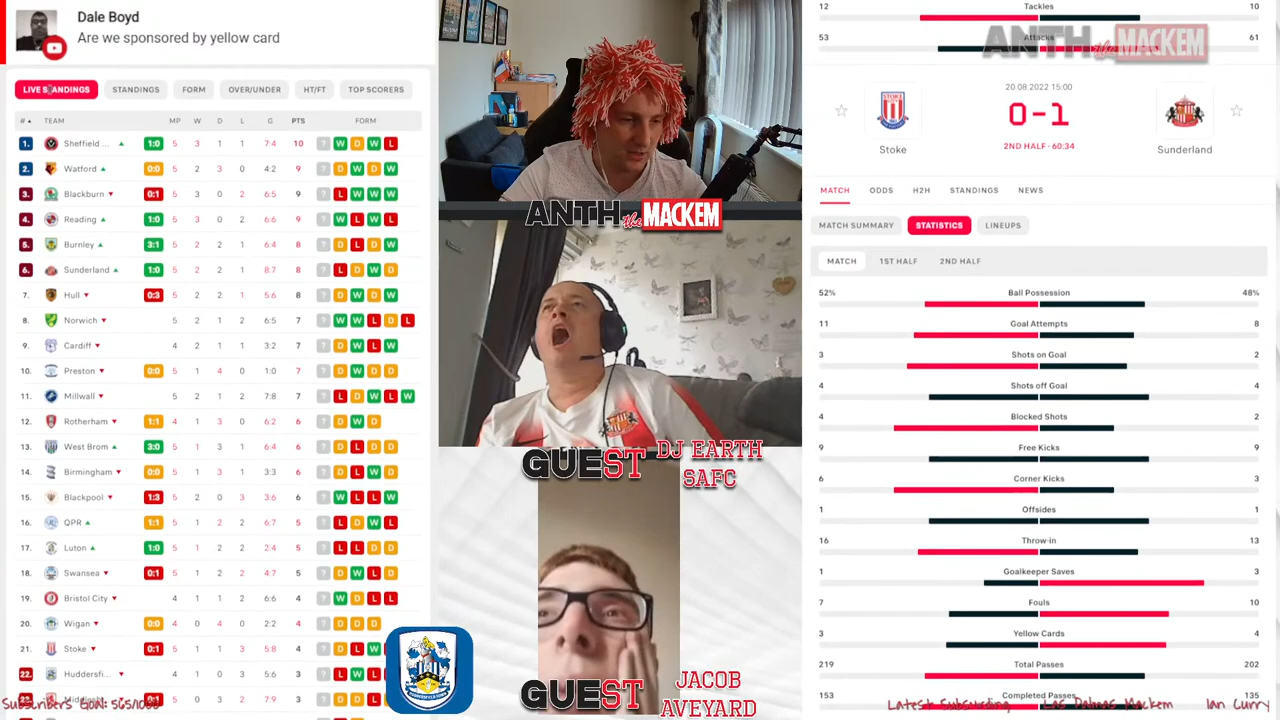 Dale Boyd
Are we sponsored by yellow card
LIVE STANDINGS STANDINGS FORM OVER/UNDER HT/FT TOP SCORERS
# TEAM MP W D L G PTS FORM
1. Sheffield ... 1:0 5 3 1 1 7:4 10 ? W D W L
2. Watford 0:0 5 2 3 0 4:2 9 ? W D D W
3. Blackburn 0:1 5 3 0 2 6:5 9 ? L W W W
4. Reading 1:0 5 3 0 2 6:6 9 ? W L W L
5. Burnley 3:1 5 2 2 1 8 ? D L D W
6. Sunderland 1:0 5 2 2 1 8:7 8 ? L D W D
7. Hull 0:3 5 2 2 1 5:6 8 ? D W D W
8. Norwich 5 2 1 2 6:5 7 ? W W L D L
9. Cardiff 4 2 1 1 3:2 7 ? D W L W
10. Preston 0:0 5 1 4 0 1:0 7 ? D W D D
11. Millwall 5 2 1 2 7:8 7 ? L D W L W
12. Rotherham 1:1 4 1 3 0 6:2 6 ? D W D
13. West Brom 3:0 5 1 3 1 6:4 6 ? D L D D
14. Birmingham 0:0 5 1 3 1 3:3 6 ? D L W D
15. Blackpool 1:3 5 2 0 3 3:6 6 ? W L L W
16. QPR 1:1 5 1 2 2 6:7 5 ? L D W L
17. Luton 1:0 5 1 2 2 2:4 5 ? L L D D
18. Swansea 0:1 5 1 2 2 4:7 5 ? D W L D
19. Bristol City 4 1 1 2 6:6 4 ? W D L L
20. Wigan 0:0 4 0 4 0 2:2 4 ? D D D
21. Stoke 0:1 5 1 1 3 5:8 4 ? D L W
22. Huddersfi... 4 1 0 3 5:6 3 ? L W L
0:1
Subscribers Goal: 565/1000
ANTH the MACKEM
GUEST DJ EARTH
SAFC
GUEST JACOB
AVEYARD
12 Tackles 10
53 Attacks 61
ANTH the MACKEM
20.08.2022 15:00
0-1
2ND HALF - 60:34
Stoke Sunderland
MATCH ODDS H2H STANDINGS NEWS
MATCH SUMMARY STATISTICS LINEUPS
MATCH 1ST HALF 2ND HALF
52% Ball Possession 48%
11 Goal Attempts 8
3 Shots on Goal 2
4 Shots off Goal 4
4 Blocked Shots 2
9 Free Kicks 9
6 Corner Kicks 3
1 Offsides 1
16 Throw-in 13
1 Goalkeeper Saves 3
7 Fouls 10
3 Yellow Cards 4
219 Total Passes 202
153 Completed Passes 135
Latest Subscribing Las Dalmas Mackem Ian Curry